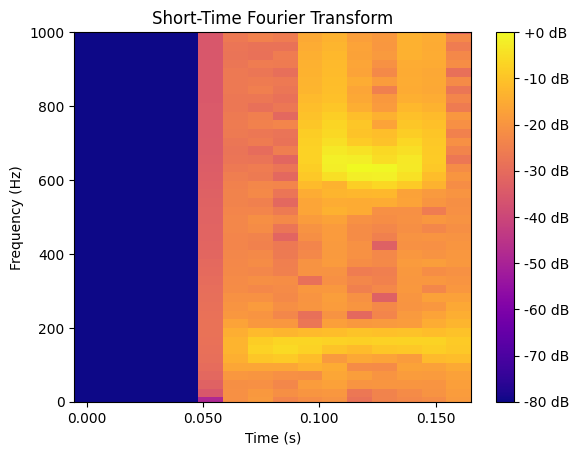 Short-Time Fourier Transform
1000
800
600
400
200
0
Frequency (Hz)
0.000
0.050
0.100
0.150
Time (s)
+0 dB
-10 dB
-20 dB
-30 dB
-40 dB
-50 dB
-60 dB
-70 dB
-80 dB